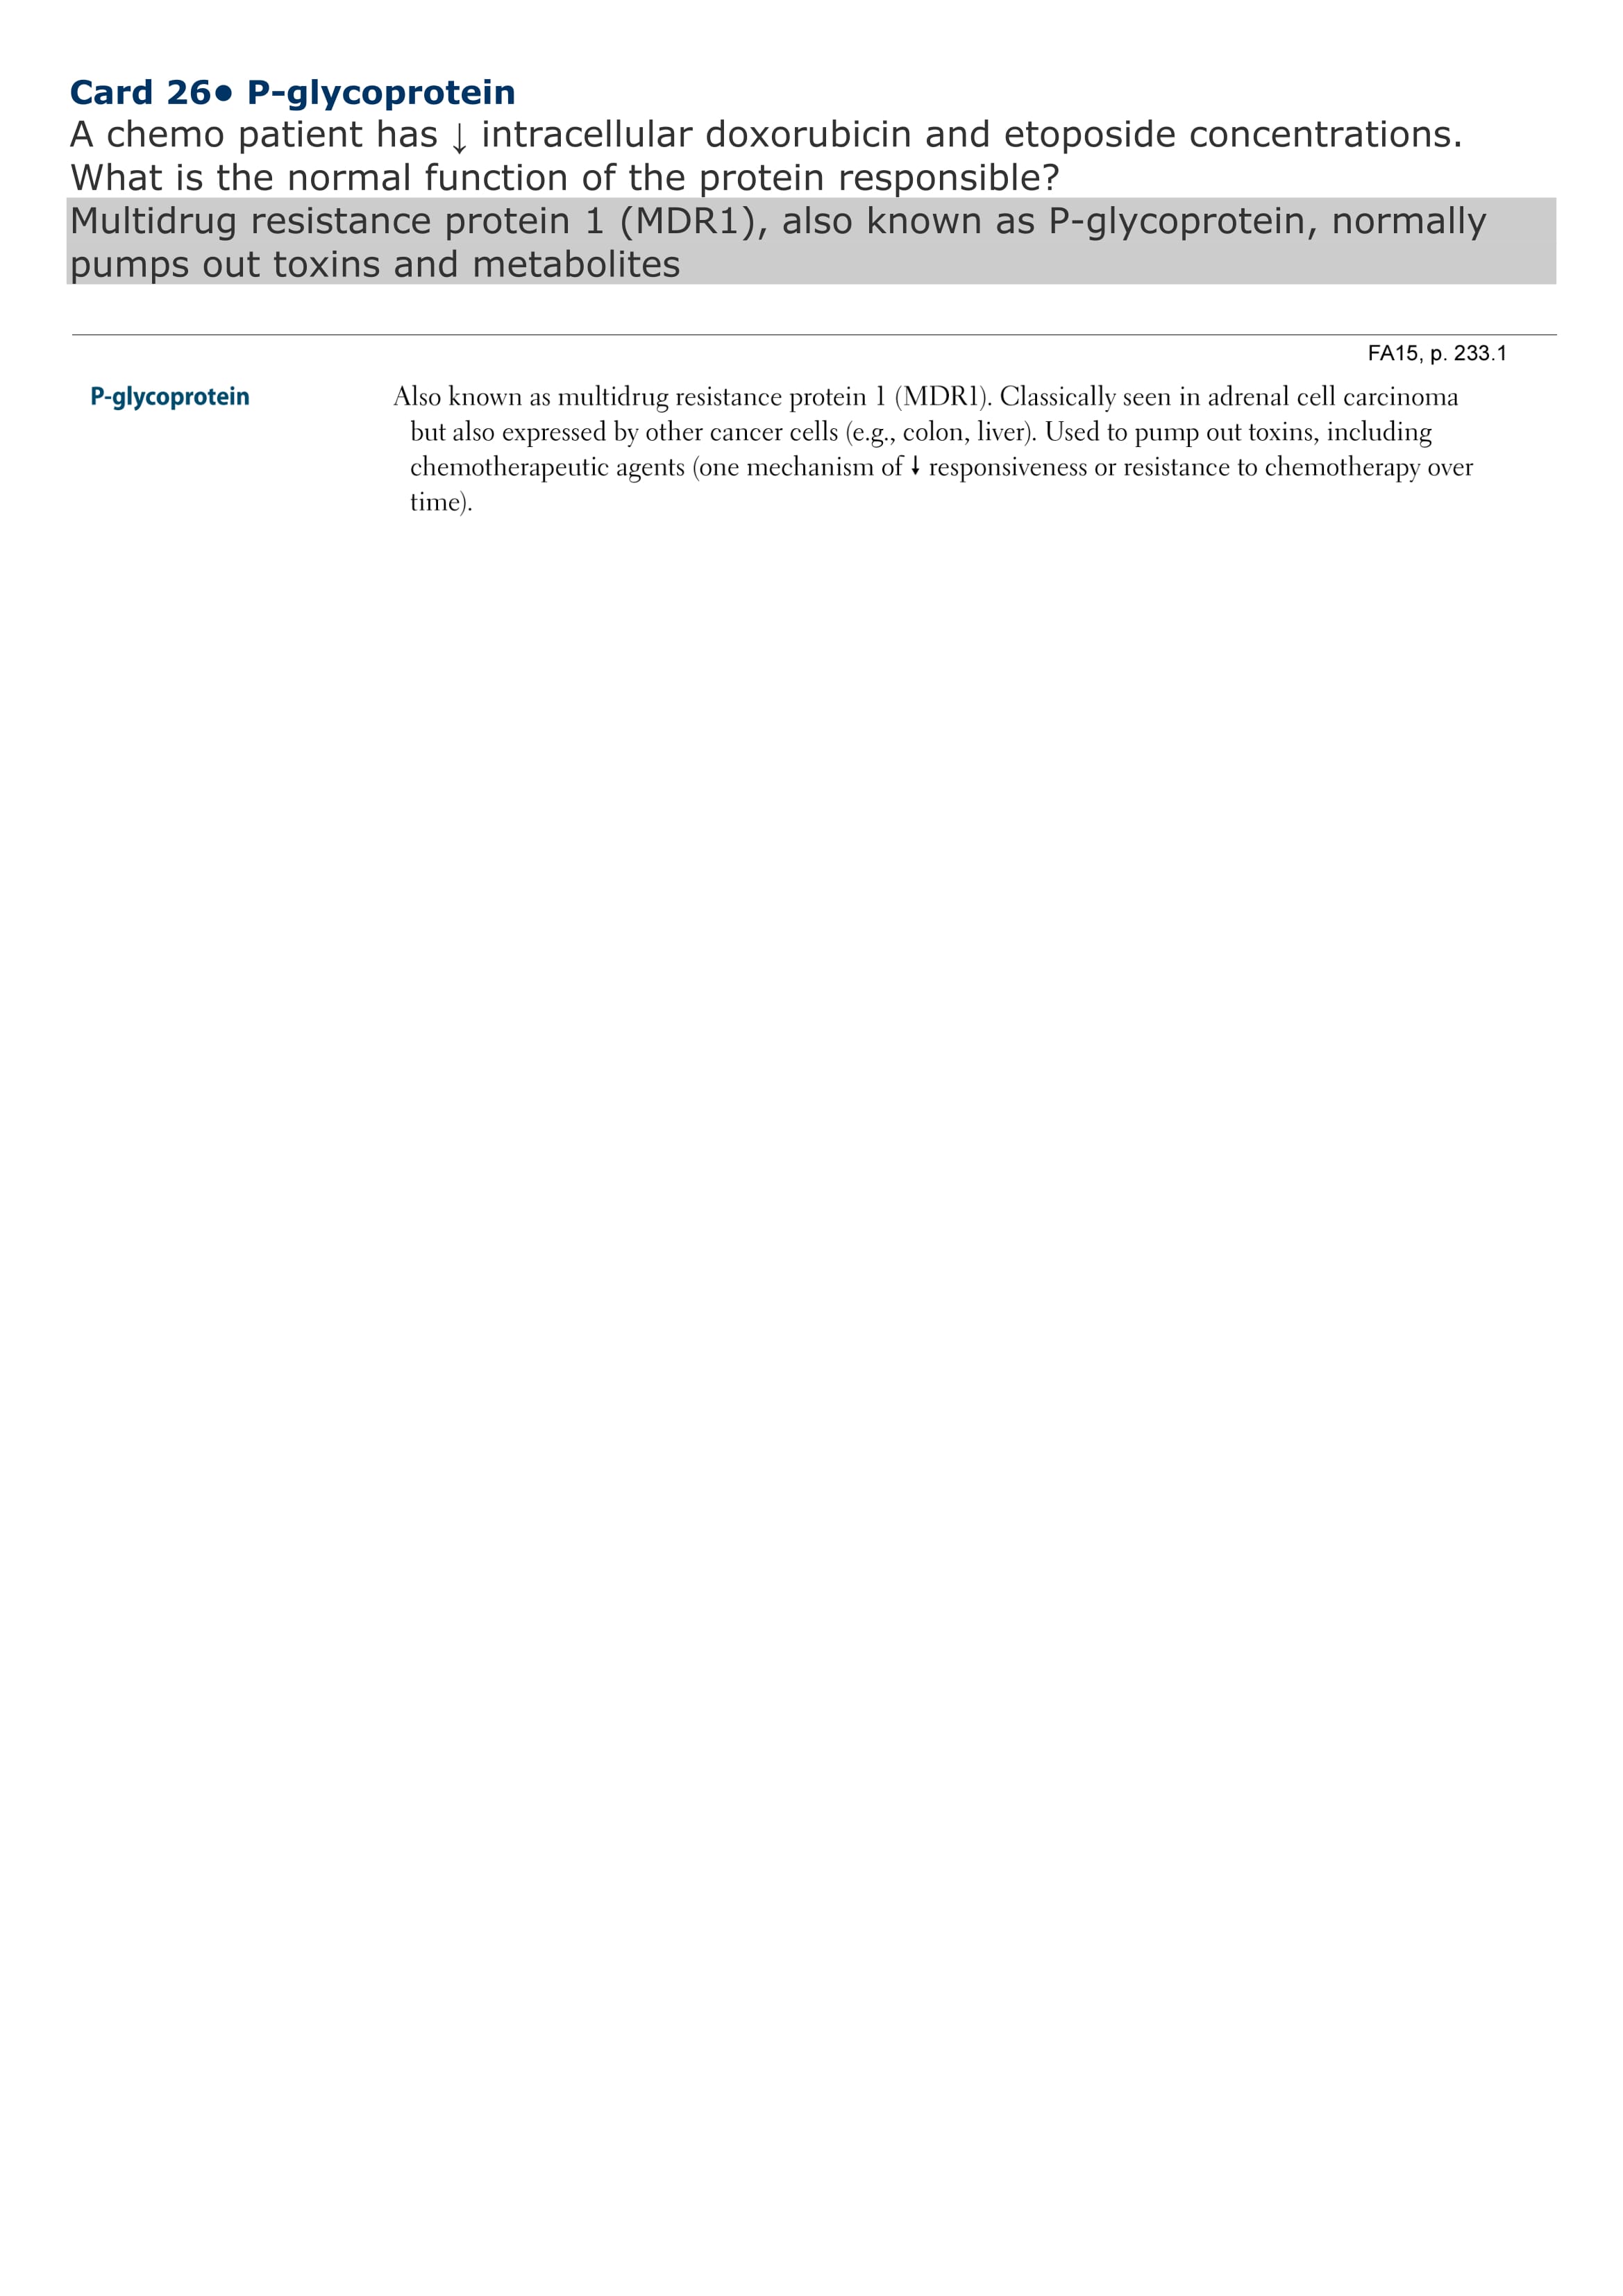 Card 26● P-glycoprotein
A chemo patient has ↓ intracellular doxorubicin and etoposide concentrations.
What is the normal function of the protein responsible?
Multidrug resistance protein 1 (MDR1), also known as P-glycoprotein, normally
pumps out toxins and metabolites
FA15, p. 233.1
P-glycoprotein Also known as multidrug resistance protein 1 (MDR1). Classically seen in adrenal cell carcinoma
but also expressed by other cancer cells (e.g., colon, liver). Used to pump out toxins, including
chemotherapeutic agents (one mechanism of ↓ responsiveness or resistance to chemotherapy over
time).